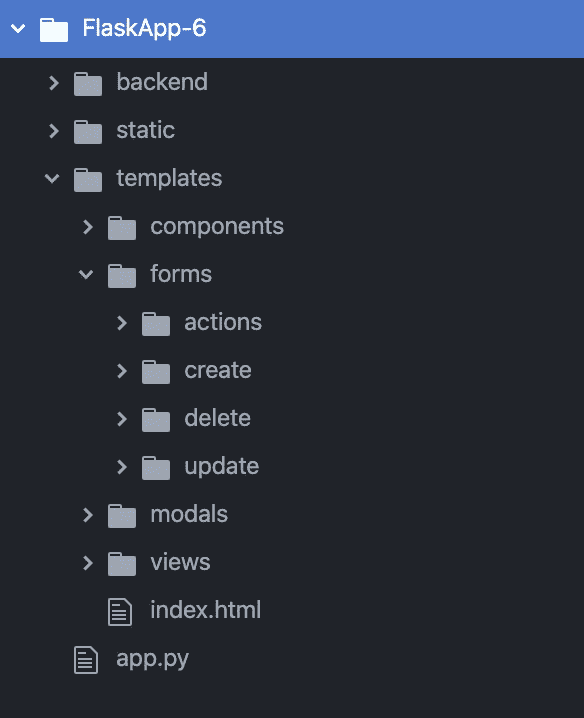 FlaskApp-6
backend
static
templates
components
forms
actions
create
delete
update
modals
views
index.html
app.py